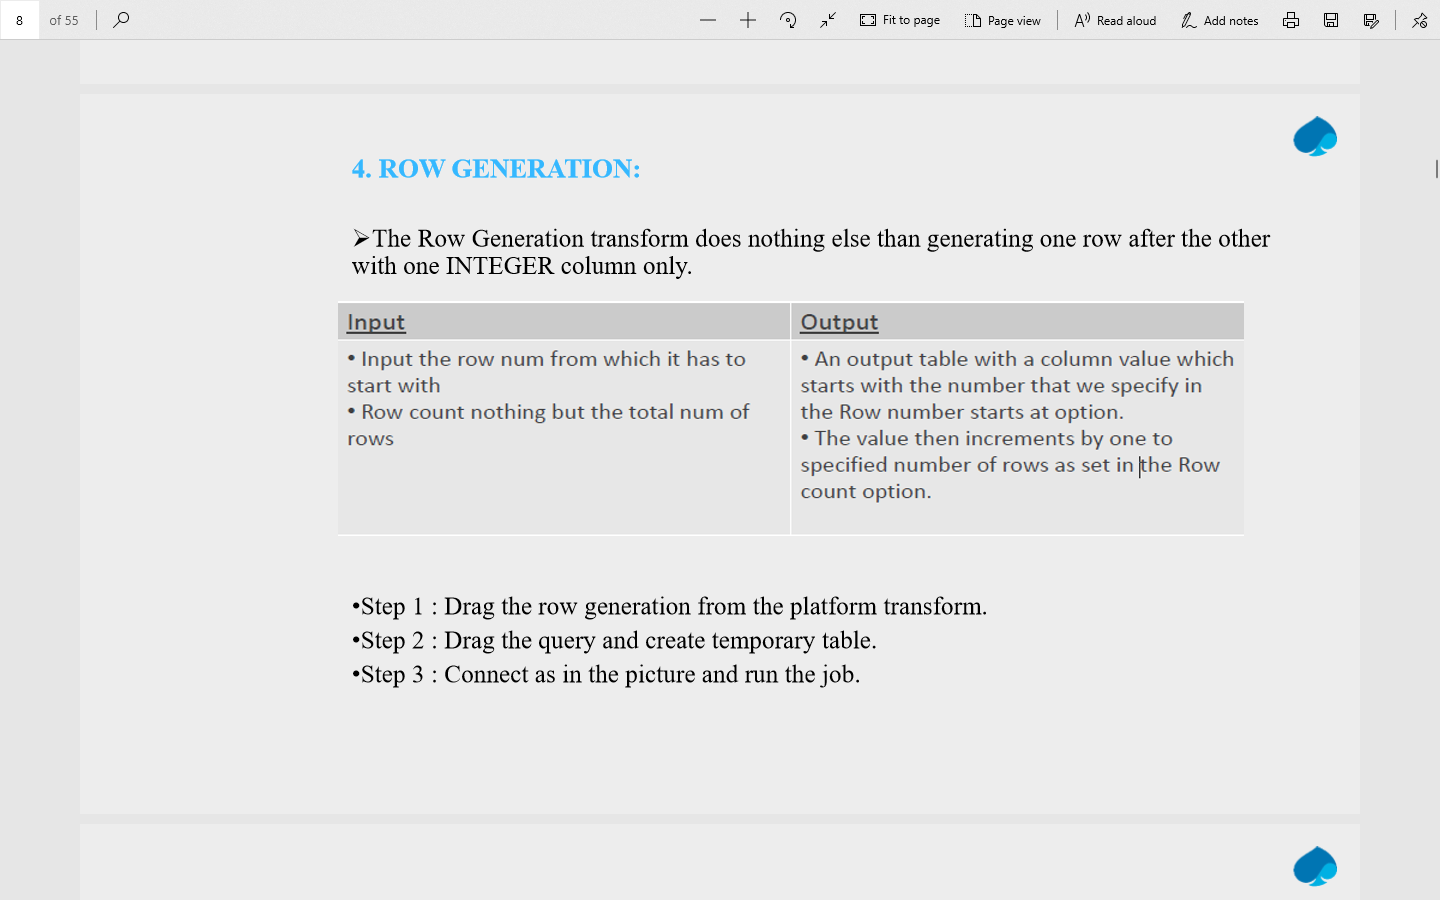 8 of 55 Fit to page Page view Read aloud Add notes
4. ROW GENERATION:
➢The Row Generation transform does nothing else than generating one row after the other
with one INTEGER column only.
Input
• Input the row num from which it has to
start with
• Row count nothing but the total num of
rows
Output
• An output table with a column value which
starts with the number that we specify in
the Row number starts at option.
• The value then increments by one to
specified number of rows as set in the Row
count option.
•Step 1 : Drag the row generation from the platform transform.
•Step 2 : Drag the query and create temporary table.
•Step 3 : Connect as in the picture and run the job.